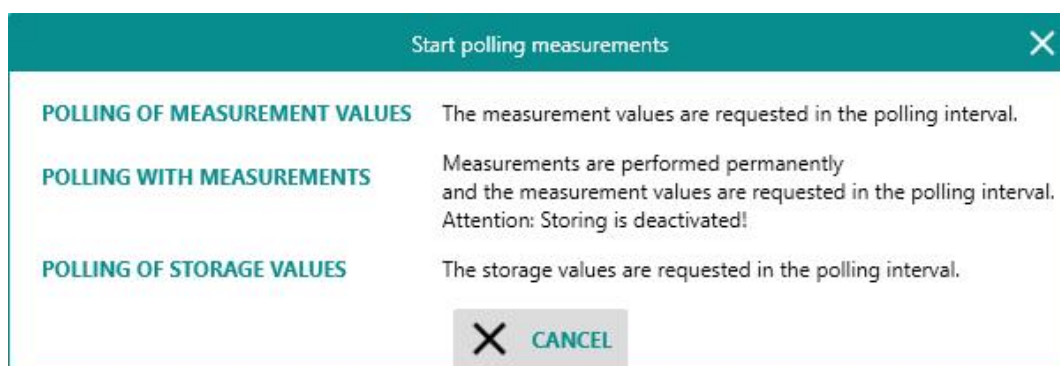 Start polling measurements
POLLING OF MEASUREMENT VALUES The measurement values are requested in the polling interval.
POLLING WITH MEASUREMENTS Measurements are performed permanently
and the measurement values are requested in the polling interval.
Attention: Storing is deactivated!
POLLING OF STORAGE VALUES The storage values are requested in the polling interval.
CANCEL